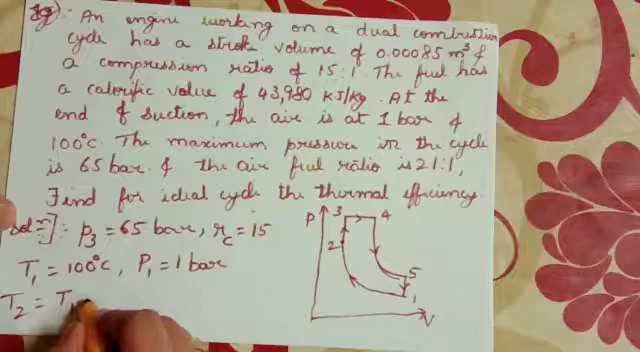 Eg):- An engine working on a dual combustion
cycle has a stroke volume of 0.00085 m³ &
a compression ratio of 15:1. The fuel has
a calorific value of 43,980 KJ/kg. At the
end of suction, the air is at 1 bar &
100°C. The maximum pressure in the cycle
is 65 bar & the air fuel ratio is 21:1,
Find for ideal cycle the thermal efficiency.
Sol^n]:- P₃ = 65 bar, r_c = 15
T₁ = 100°C, P₁ = 1 bar
T₂ = T₁
P 3 4
2
5
1
V